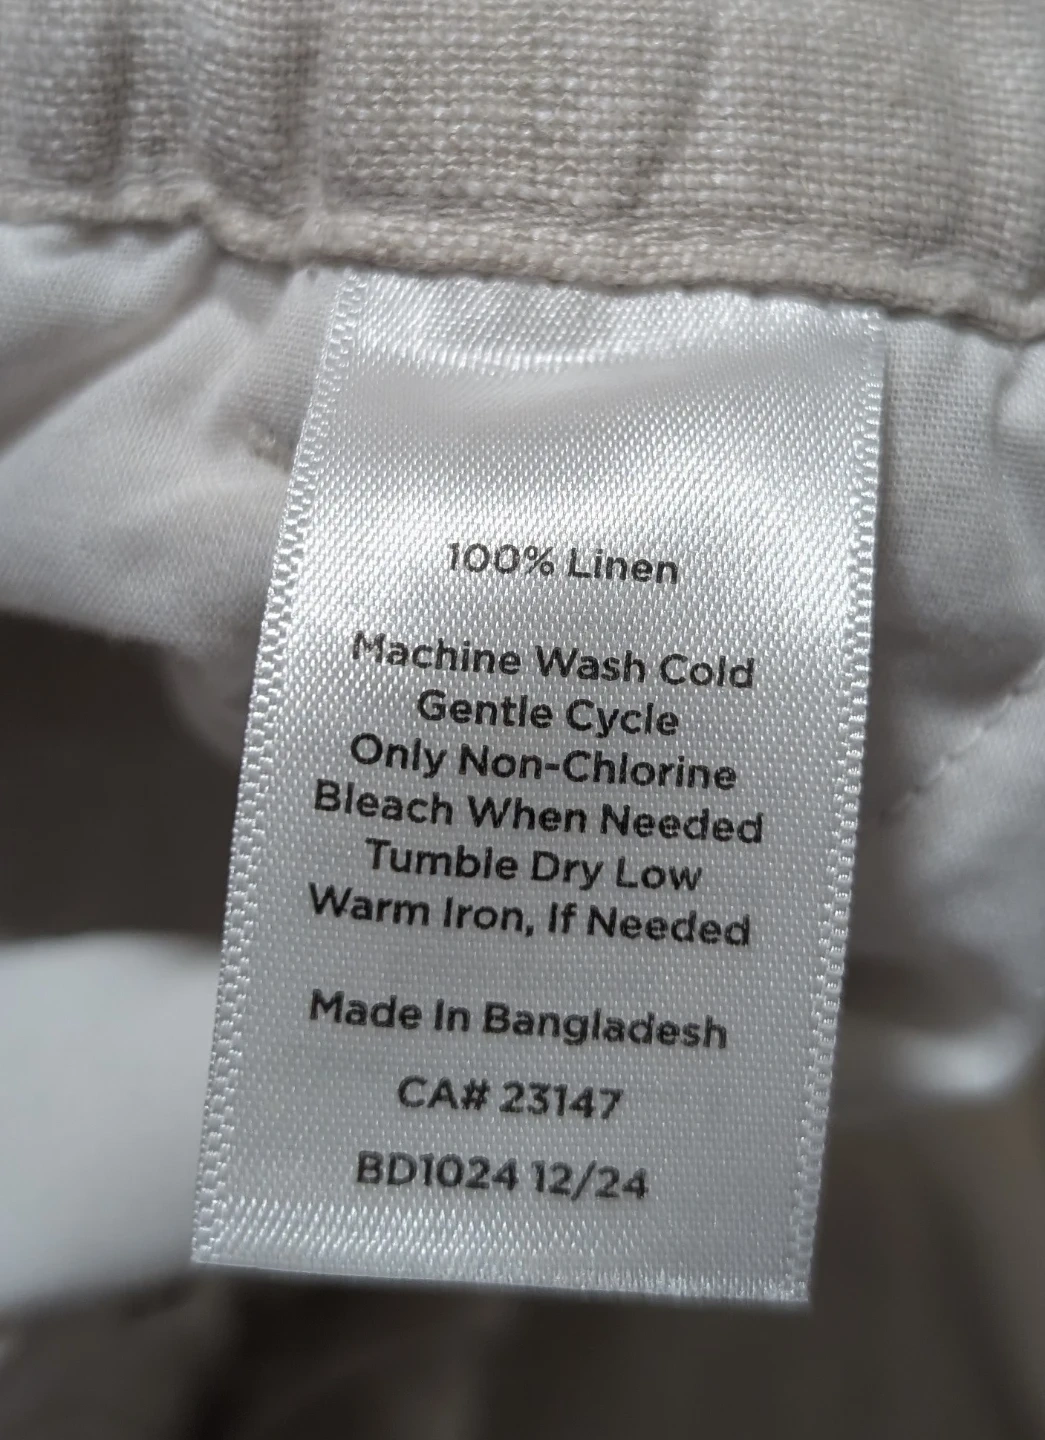 100% Linen
Machine Wash Cold
Gentle Cycle
Only Non-Chlorine
Bleach When Needed
Tumble Dry Low
Warm Iron, If Needed
Made In Bangladesh
CA# 23147
BD1024 12/24